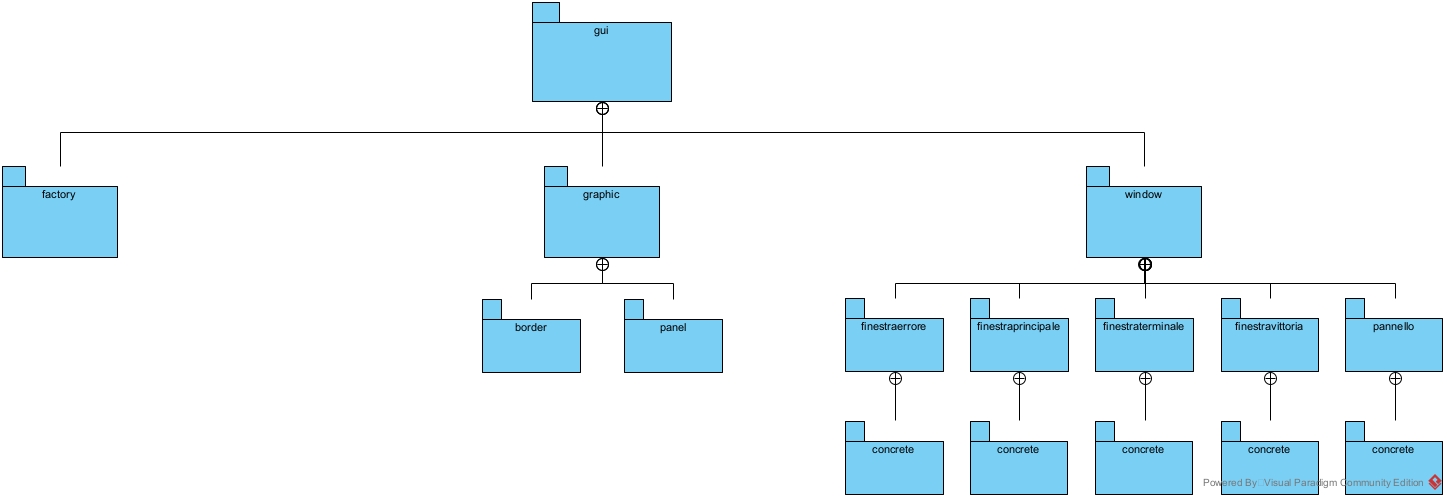 gui
factory
graphic
window
border
panel
finestraerrore
finestraprincipale
finestraterminale
finestravittoria
pannello
concrete
concrete
concrete
concrete
concrete
Powered By: Visual Paradigm Community Edition